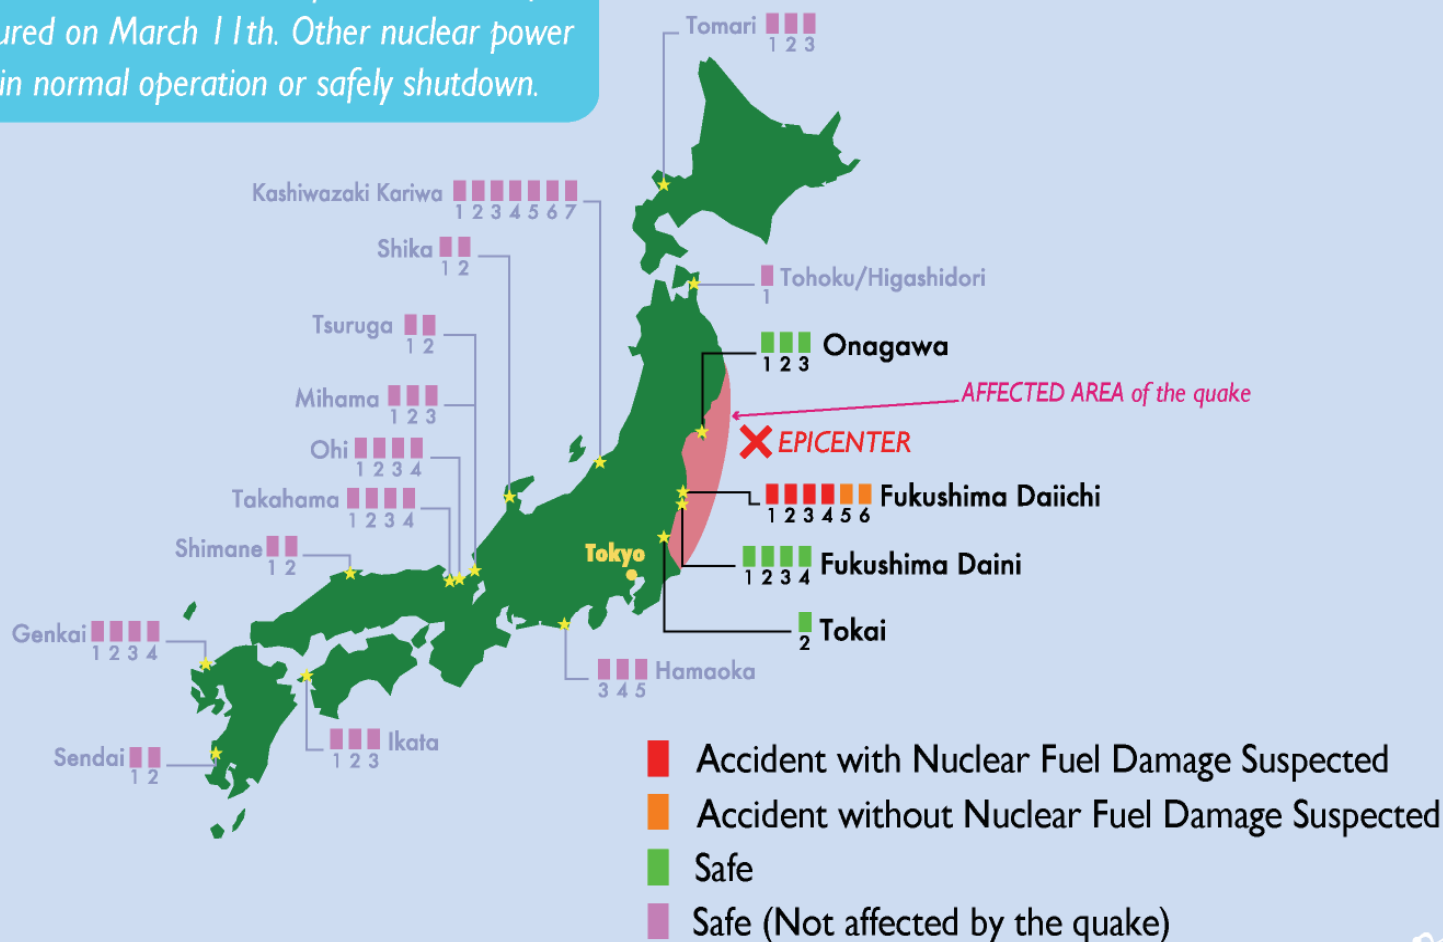 ured on March 11th. Other nuclear power
in normal operation or safely shutdown.
Tomari
1 2 3
Kashiwazaki Kariwa
1 2 3 4 5 6 7
Shika
1 2
1
Tohoku/Higashidori
Tsuruga
1 2
Onagawa
1 2 3
Mihama
1 2 3
AFFECTED AREA of the quake
EPICENTER
Ohi
1 2 3 4
Takahama
1 2 3 4
Fukushima Daiichi
1 2 3 4 5 6
Shimane
1 2
Tokyo
Fukushima Daini
1 2 3 4
Genkai
1 2 3 4
Tokai
2
Hamaoka
3 4 5
Ikata
1 2 3
Sendai
1 2
Accident with Nuclear Fuel Damage Suspected
Accident without Nuclear Fuel Damage Suspected
Safe
Safe (Not affected by the quake)